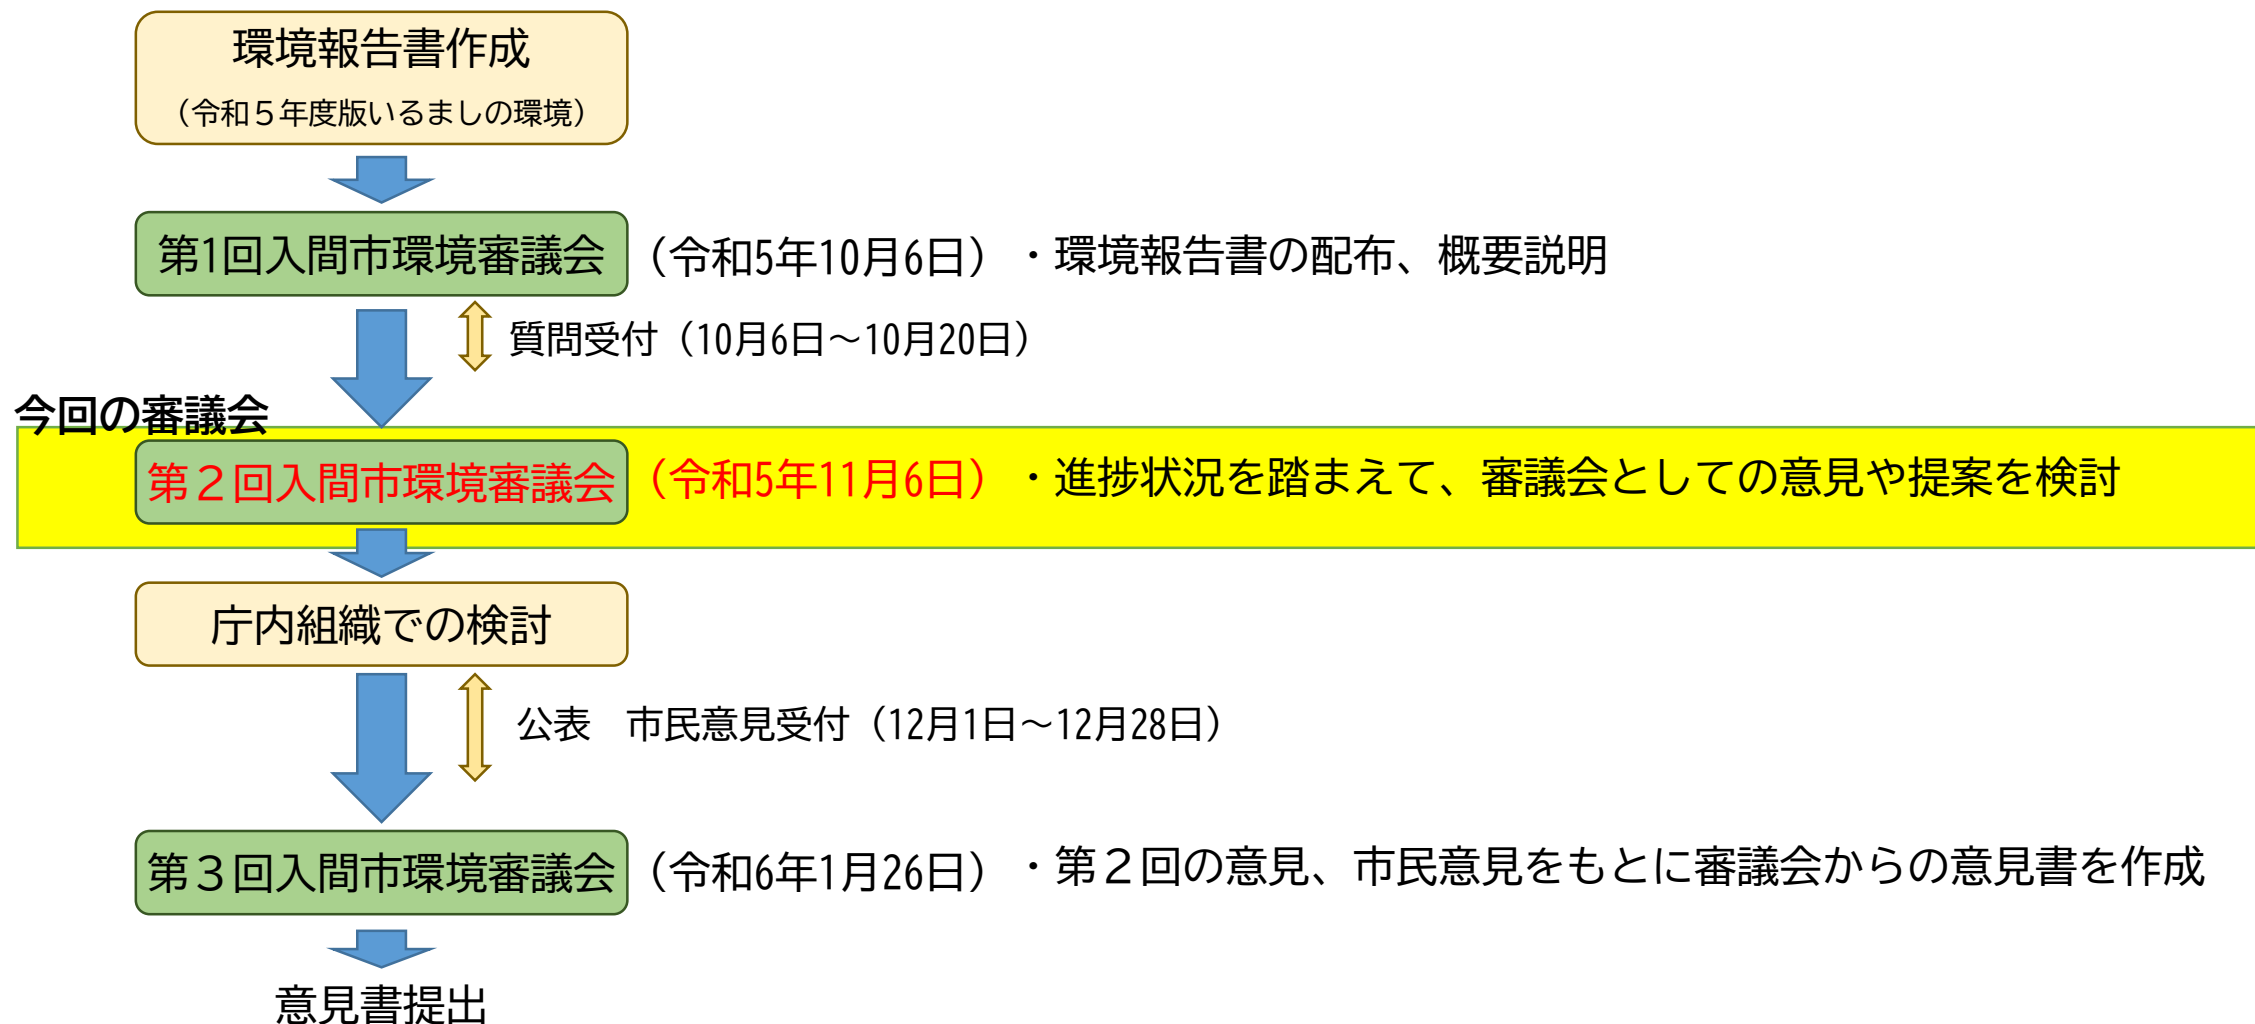 環境報告書作成
（令和５年度版いるましの環境）
第1回入間市環境審議会 （令和5年10月6日） ・環境報告書の配布、概要説明
質問受付（10月6日～10月20日）
今回の審議会
第２回入間市環境審議会 （令和5年11月6日） ・進捗状況を踏まえて、審議会としての意見や提案を検討
庁内組織での検討
公表　市民意見受付（12月1日～12月28日）
第３回入間市環境審議会 （令和6年1月26日） ・第２回の意見、市民意見をもとに審議会からの意見書を作成
意見書提出